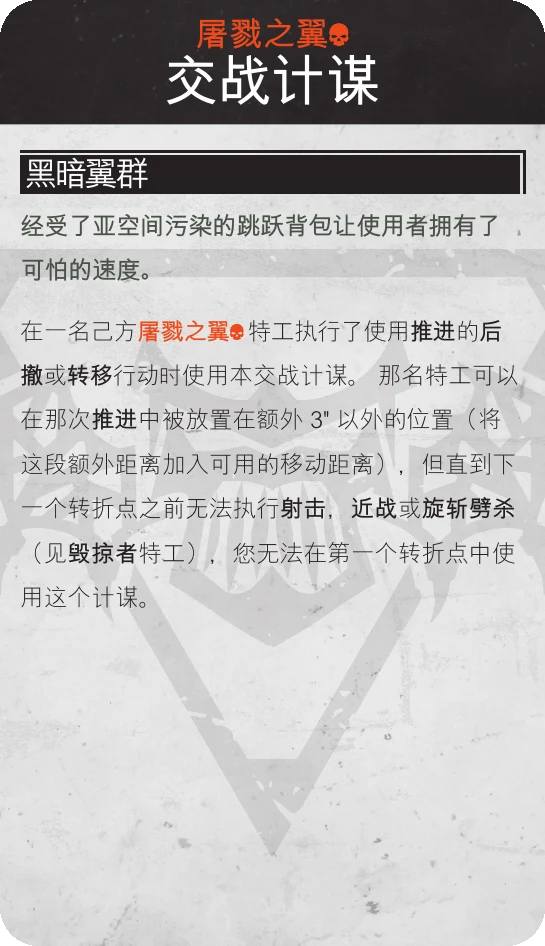 屠戮之翼
交战计谋
黑暗翼群
经受了亚空间污染的跳跃背包让使用者拥有了
可怕的速度。
在一名己方屠戮之翼特工执行了使用推进的后
撤或转移行动时使用本交战计谋。 那名特工可以
在那次推进中被放置在额外 3" 以外的位置（将
这段额外距离加入可用的移动距离），但直到下
一个转折点之前无法执行射击，近战或旋斩劈杀
（见毁掠者特工），您无法在第一个转折点中使
用这个计谋。